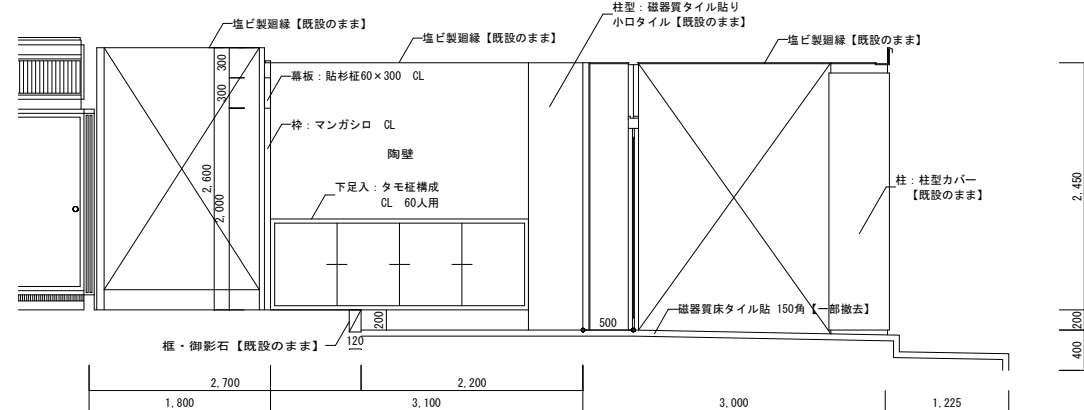 塩ビ製廻縁【既設のまま】
塩ビ製廻縁【既設のまま】
柱型：磁器質タイル貼り
小口タイル【既設のまま】
塩ビ製廻縁【既設のまま】
300
300
幕板：貼杉柾60×300 CL
枠：マンガシロ CL
陶壁
2,600
2,000
下足入：タモ柾構成
CL 60人用
柱：柱型カバー
【既設のまま】
2,450
磁器質床タイル貼 150角【一部撤去】
500
200
120
框・御影石【既設のまま】
200
400
2,700
2,200
1,800
3,100
3,000
1,225